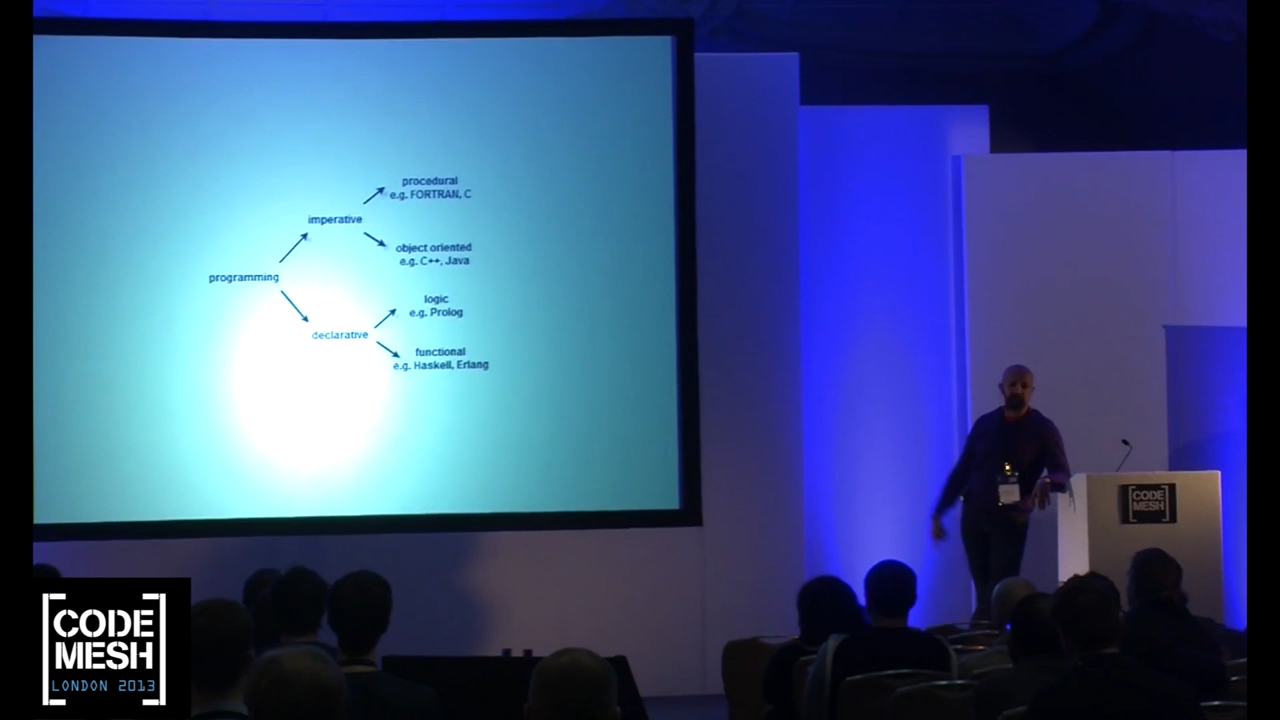 procedural
e.g. FORTRAN, C
imperative
object oriented
e.g. C++, Java
programming
logic
e.g. Prolog
declarative
functional
e.g. Haskell, Erlang
CODE
MESH
CODE
MESH
LONDON 2013